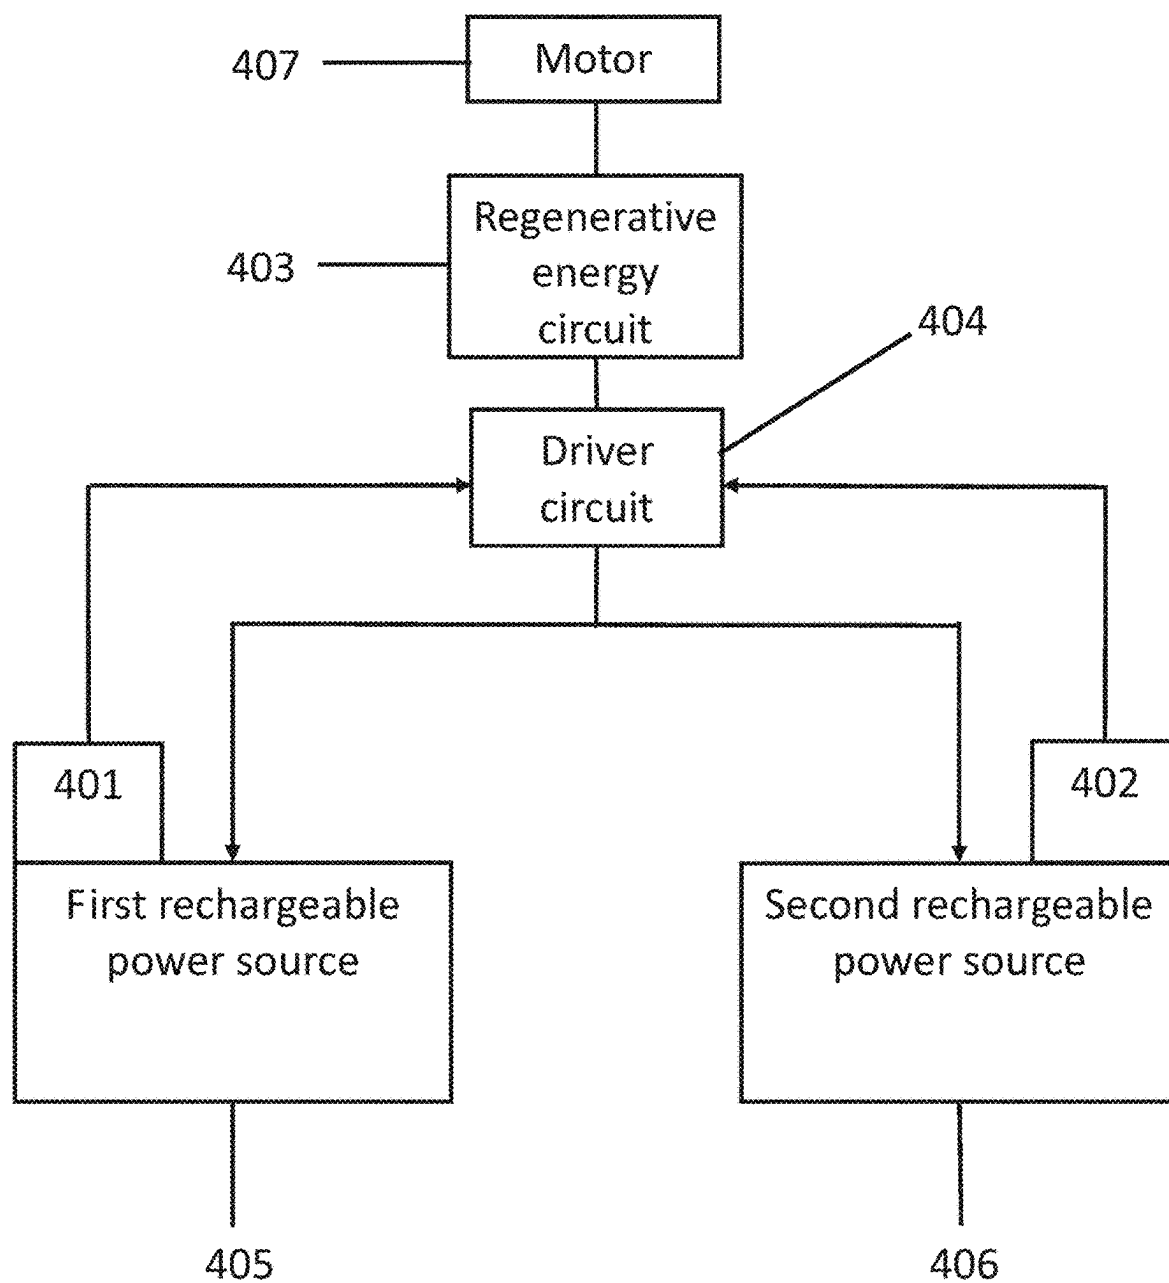 Motor
407
Regenerative
energy
circuit
403
404
Driver
circuit
401
402
First rechargeable
power source
Second rechargeable
power source
405
406